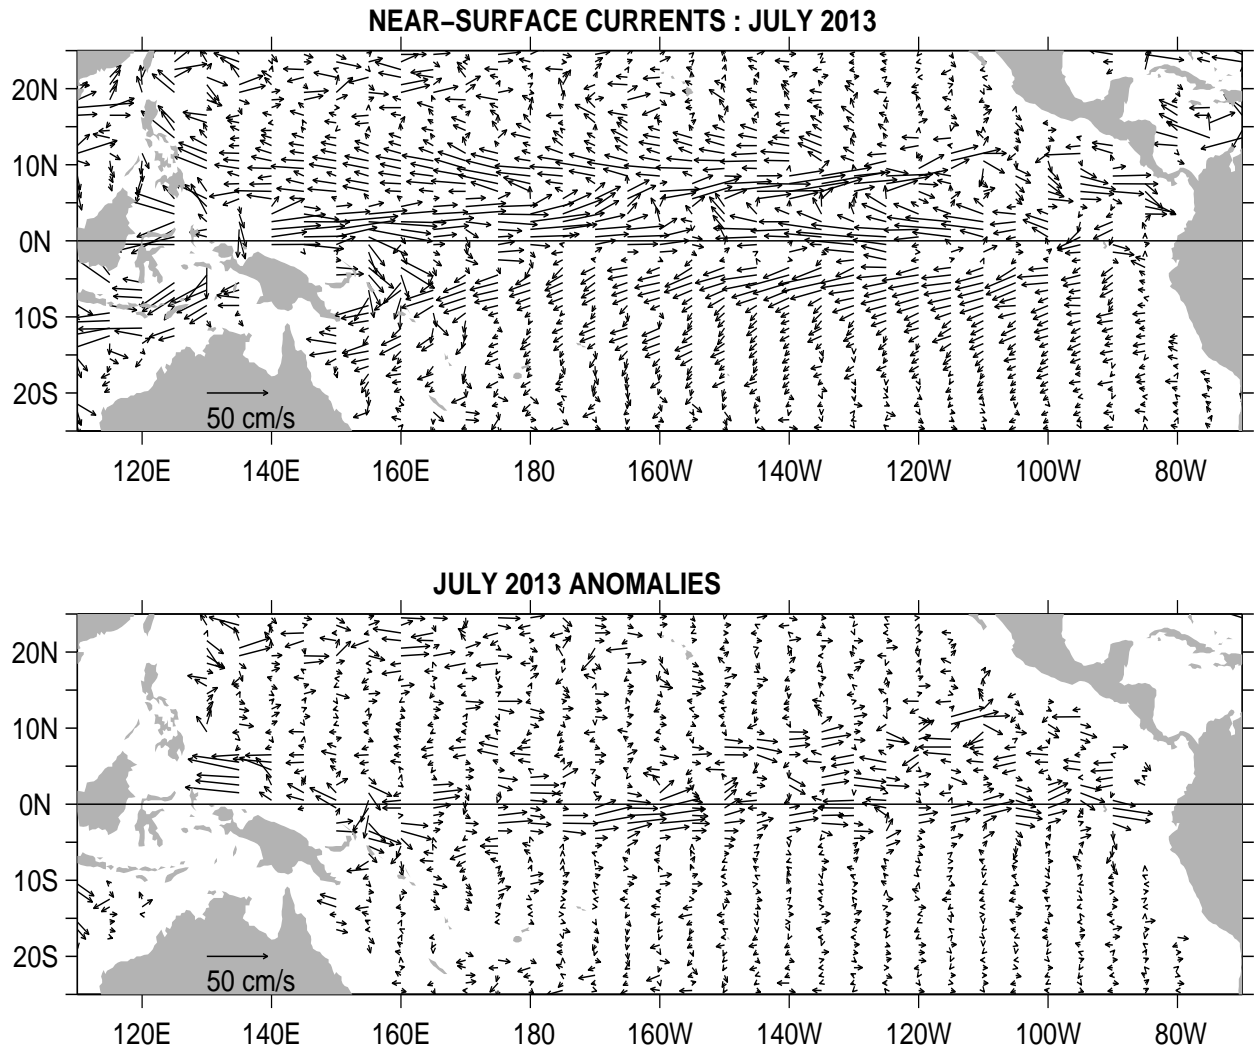 NEAR−SURFACE CURRENTS : JULY 2013
20N
10N
0N
10S
20S
50 cm/s
120E 140E 160E 180 160W 140W 120W 100W 80W
JULY 2013 ANOMALIES
20N
10N
0N
10S
20S
50 cm/s
120E 140E 160E 180 160W 140W 120W 100W 80W